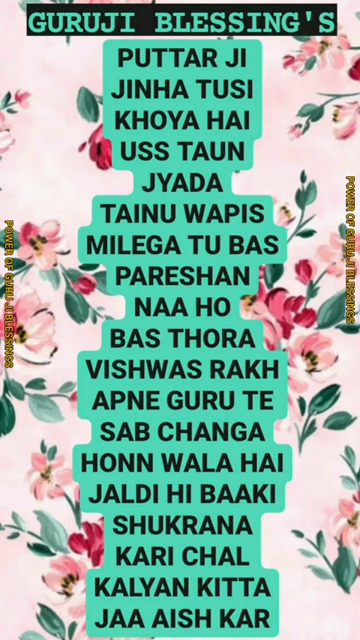 GURUJI BLESSING'S
PUTTAR JI
JINHA TUSI
KHOYA HAI
USS TAUN
JYADA
TAINU WAPIS
MILEGA TU BAS
PARESHAN
NAA HO
BAS THORA
VISHWAS RAKH
APNE GURU TE
SAB CHANGA
HONN WALA HAI
JALDI HI BAAKI
SHUKRANA
KARI CHAL
KALYAN KITTA
JAA AISH KAR
POWER OF GURU JI BLESSINGS
POWER OF GURU JI BLESSINGS